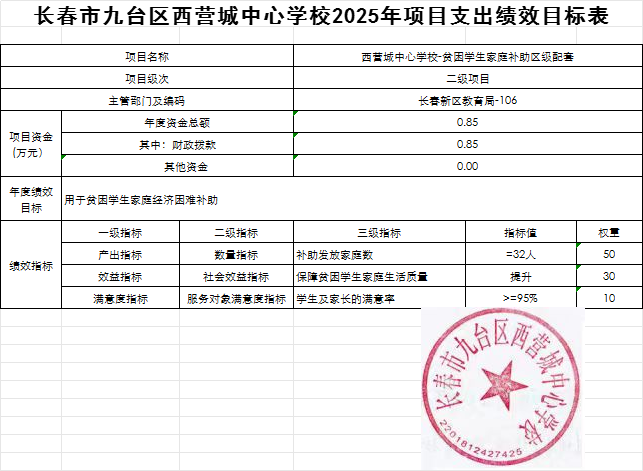 长春市九台区西营城中心学校2025年项目支出绩效目标表
项目名称 西营城中心学校-贫困学生家庭补助区级配套
项目级次 二级项目
主管部门及编码 长春新区教育局-106
项目资金
(万元)
年度资金总额 0.85
其中：财政拨款 0.85
其他资金 0.00
年度绩效
目标
用于贫困学生家庭经济困难补助
绩效指标
一级指标 二级指标 三级指标 指标值 权重
产出指标 数量指标 补助发放家庭数 =32人 50
效益指标 社会效益指标 保障贫困学生家庭生活质量 提升 30
满意度指标 服务对象满意度指标 学生及家长的满意率 >=95% 10
长春市九台区西营城中心学校
2201812427425